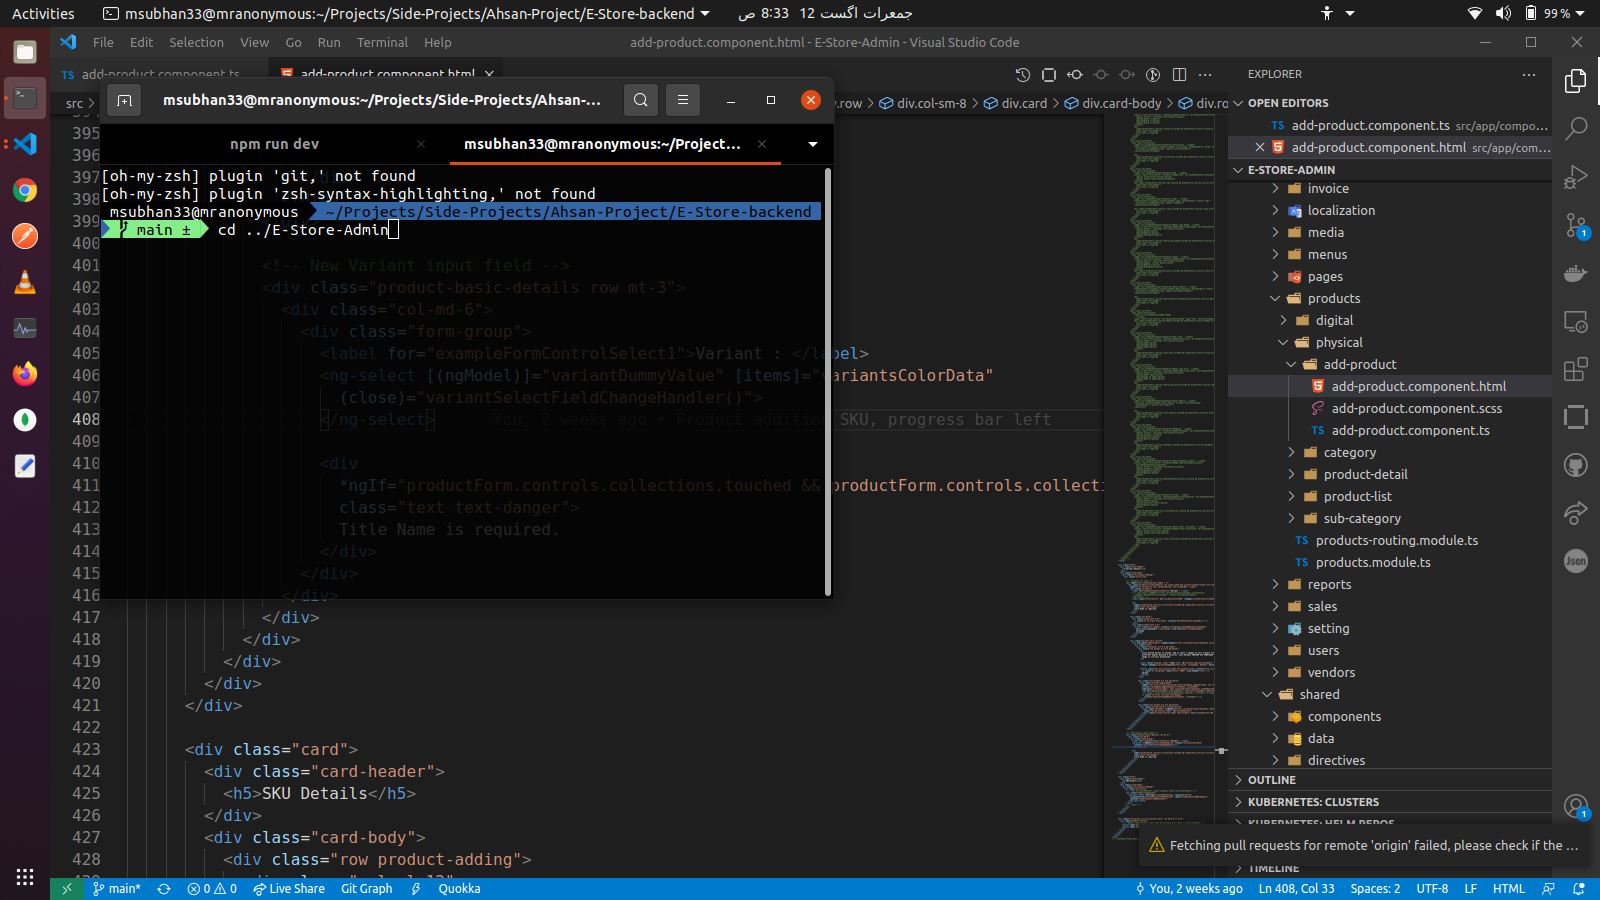 Activities
msubhan33@mranonymous:~/Projects/Side-Projects/Ahsan-Project/E-Store-backend
جمعرات اگست 12 8:33 ص
99 %
File Edit Selection View Go Run Terminal Help
add-product.component.html - E-Store-Admin - Visual Studio Code
TS add-product.component.ts
add-product.component.html
src
.row div.col-sm-8 div.card div.card-body div.ro
msubhan33@mranonymous:~/Projects/Side-Projects/Ahsan-...
npm run dev
msubhan33@mranonymous:~/Project...
[oh-my-zsh] plugin 'git,' not found
[oh-my-zsh] plugin 'zsh-syntax-highlighting,' not found
msubhan33@mranonymous ~/Projects/Side-Projects/Ahsan-Project/E-Store-backend
main ± cd ../E-Store-Admin
395
396
397
398
399
400
401 <!-- New Variant input field -->
402 <div class="product-basic-details row mt-3">
403 <div class="col-md-6">
404 <div class="form-group">
405 <label for="exampleFormControlSelect1">Variant : </label>
406 <ng-select [(ngModel)]="variantDummyValue" [items]="variantsColorData"
407 (close)="variantSelectFieldChangeHandler()">
408 </ng-select> You, 2 weeks ago • Product addition SKU, progress bar left
409
410 <div
411 *ngIf="productForm.controls.collections.touched && productForm.controls.collecti
412 class="text text-danger">
413 Title Name is required.
414 </div>
415 </div>
416 </div>
417 </div>
418 </div>
419 </div>
420 </div>
421 </div>
422
423 <div class="card">
424 <div class="card-header">
425 <h5>SKU Details</h5>
426 </div>
427 <div class="card-body">
428 <div class="row product-adding">
EXPLORER
OPEN EDITORS
TS add-product.component.ts src/app/compo...
add-product.component.html src/app/com...
E-STORE-ADMIN
invoice
localization
media
menus
pages
products
digital
physical
add-product
add-product.component.html
add-product.component.scss
TS add-product.component.ts
category
product-detail
product-list
sub-category
TS products-routing.module.ts
TS products.module.ts
reports
sales
setting
users
vendors
shared
components
data
directives
OUTLINE
KUBERNETES: CLUSTERS
KUBERNETES: HELM REPOS
Fetching pull requests for remote 'origin' failed, please check if the ...
TIMELINE
1
Json
1
main* 0 0 Live Share Git Graph Quokka
You, 2 weeks ago Ln 408, Col 33 Spaces: 2 UTF-8 LF HTML